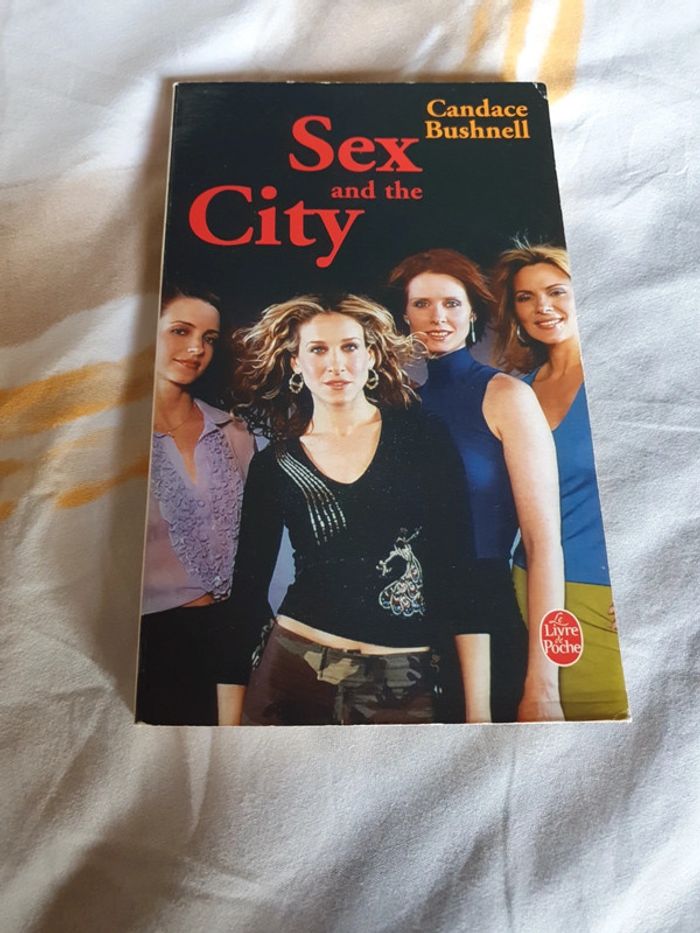 Candace
Bushnell
Sex
and the
City
Le
Livre
de
Poche